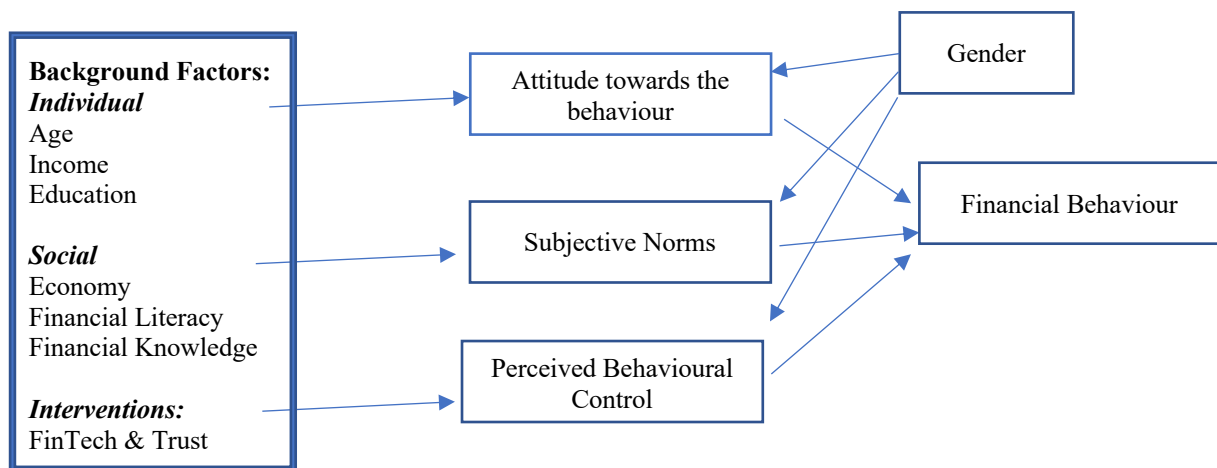 Background Factors:
Individual
Age
Income
Education
Social
Economy
Financial Literacy
Financial Knowledge
Interventions:
FinTech & Trust
Attitude towards the
behaviour
Subjective Norms
Perceived Behavioural
Control
Gender
Financial Behaviour